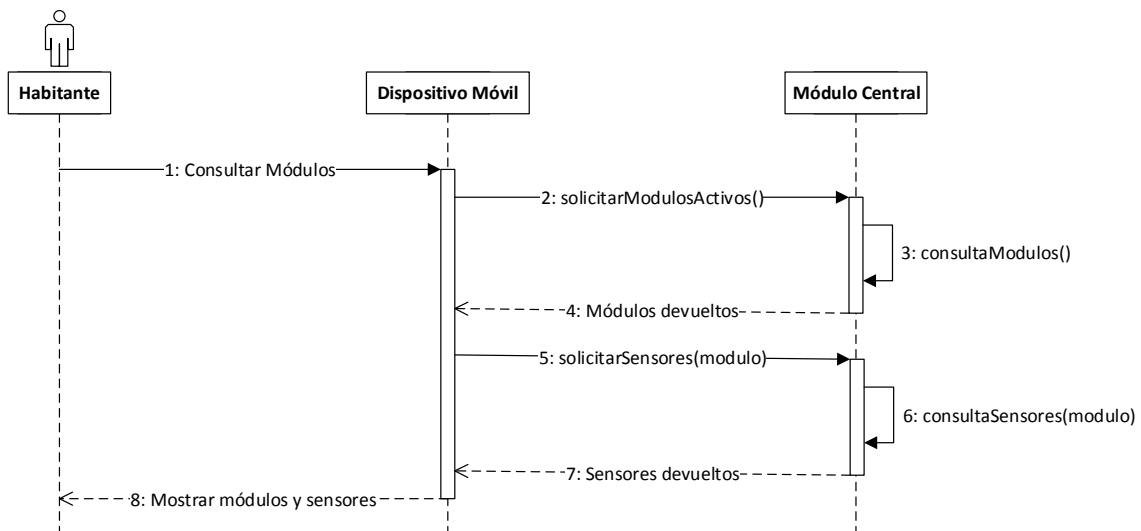 Habitante
Dispositivo Móvil
Módulo Central
1: Consultar Módulos
2: solicitarModulosActivos()
3: consultaModulos()
4: Módulos devueltos
5: solicitarSensores(modulo)
6: consultaSensores(modulo)
7: Sensores devueltos
8: Mostrar módulos y sensores